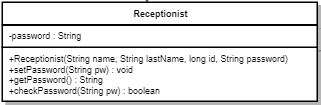 Receptionist
-password : String
+Receptionist(String name, String lastName, long id, String password)
+setPassword(String pw) : void
+getPassword() : String
+checkPassword(String pw) : boolean